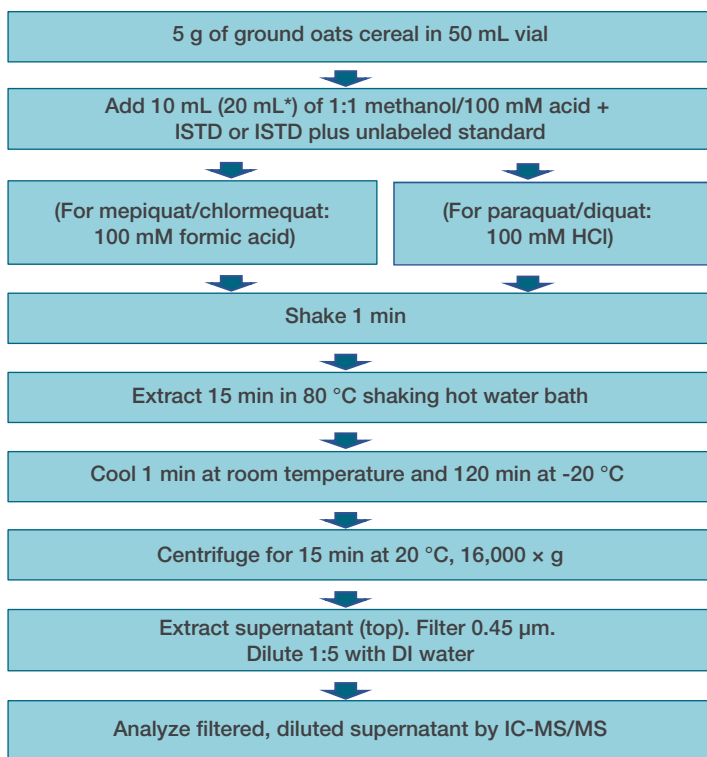 5 g of ground oats cereal in 50 mL vial
Add 10 mL (20 mL*) of 1:1 methanol/100 mM acid +
ISTD or ISTD plus unlabeled standard
(For mepiquat/chlormequat:
100 mM formic acid)
(For paraquat/diquat:
100 mM HCl)
Shake 1 min
Extract 15 min in 80 °C shaking hot water bath
Cool 1 min at room temperature and 120 min at -20 °C
Centrifuge for 15 min at 20 °C, 16,000 × g
Extract supernatant (top). Filter 0.45 µm.
Dilute 1:5 with DI water
Analyze filtered, diluted supernatant by IC-MS/MS